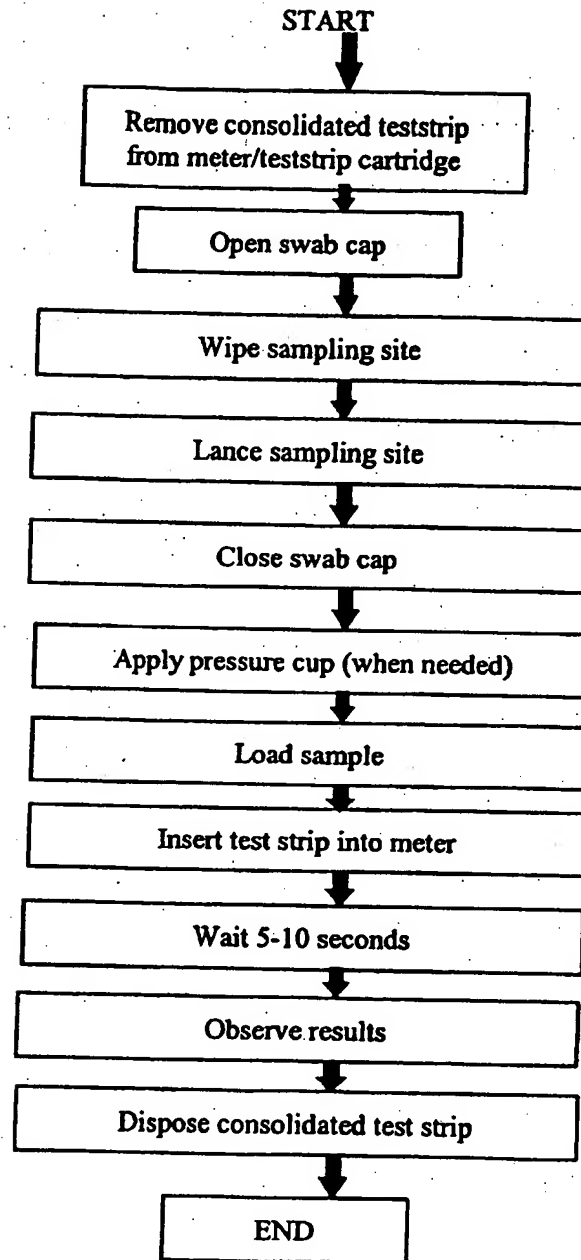 START
Remove consolidated teststrip
from meter/teststrip cartridge
Open swab cap
Wipe sampling site
Lance sampling site
Close swab cap
Apply pressure cup (when needed)
Load sample
Insert test strip into meter
Wait 5-10 seconds
Observe results
Dispose consolidated test strip
END